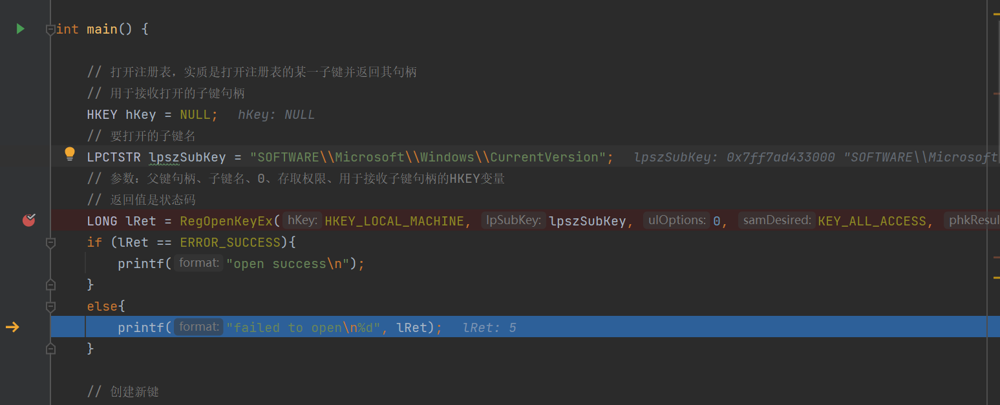 int main() {
// 打开注册表，实质是打开注册表的某一子键并返回其句柄
// 用于接收打开的子键句柄
HKEY hKey = NULL; hKey: NULL
// 要打开的子键名
LPCTSTR lpszSubKey = "SOFTWARE\\Microsoft\\Windows\\CurrentVersion"; lpszSubKey: 0x7ff7ad433000 "SOFTWARE\\Microsoft
// 参数：父键句柄、子键名、0、存取权限、用于接收子键句柄的HKEY变量
// 返回值是状态码
LONG lRet = RegOpenKeyEx( hKey: HKEY_LOCAL_MACHINE, lpSubKey: lpszSubKey, ulOptions: 0, samDesired: KEY_ALL_ACCESS, phkResul
if (lRet == ERROR_SUCCESS){
printf( format: "open success\n");
}
else{
printf( format: "failed to open\n%d", lRet); lRet: 5
}
// 创建新键